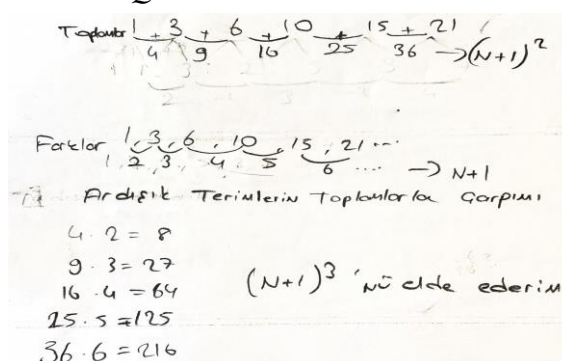 Toplamlar 1 + 3 + 6 + 10 + 15 + 21
4 9 16 25 36 → (N+1)²
Farklar 1, 3, 6, 10, 15, 21 ...
2, 3, 4 5 6 .... → N+1
Ardışık Terimlerin Toplamlarla Çarpımı
4 . 2 = 8
9 . 3 = 27
16 . 4 = 64
(N+1)³ 'nü elde ederim
25 . 5 = 125
36 . 6 = 216